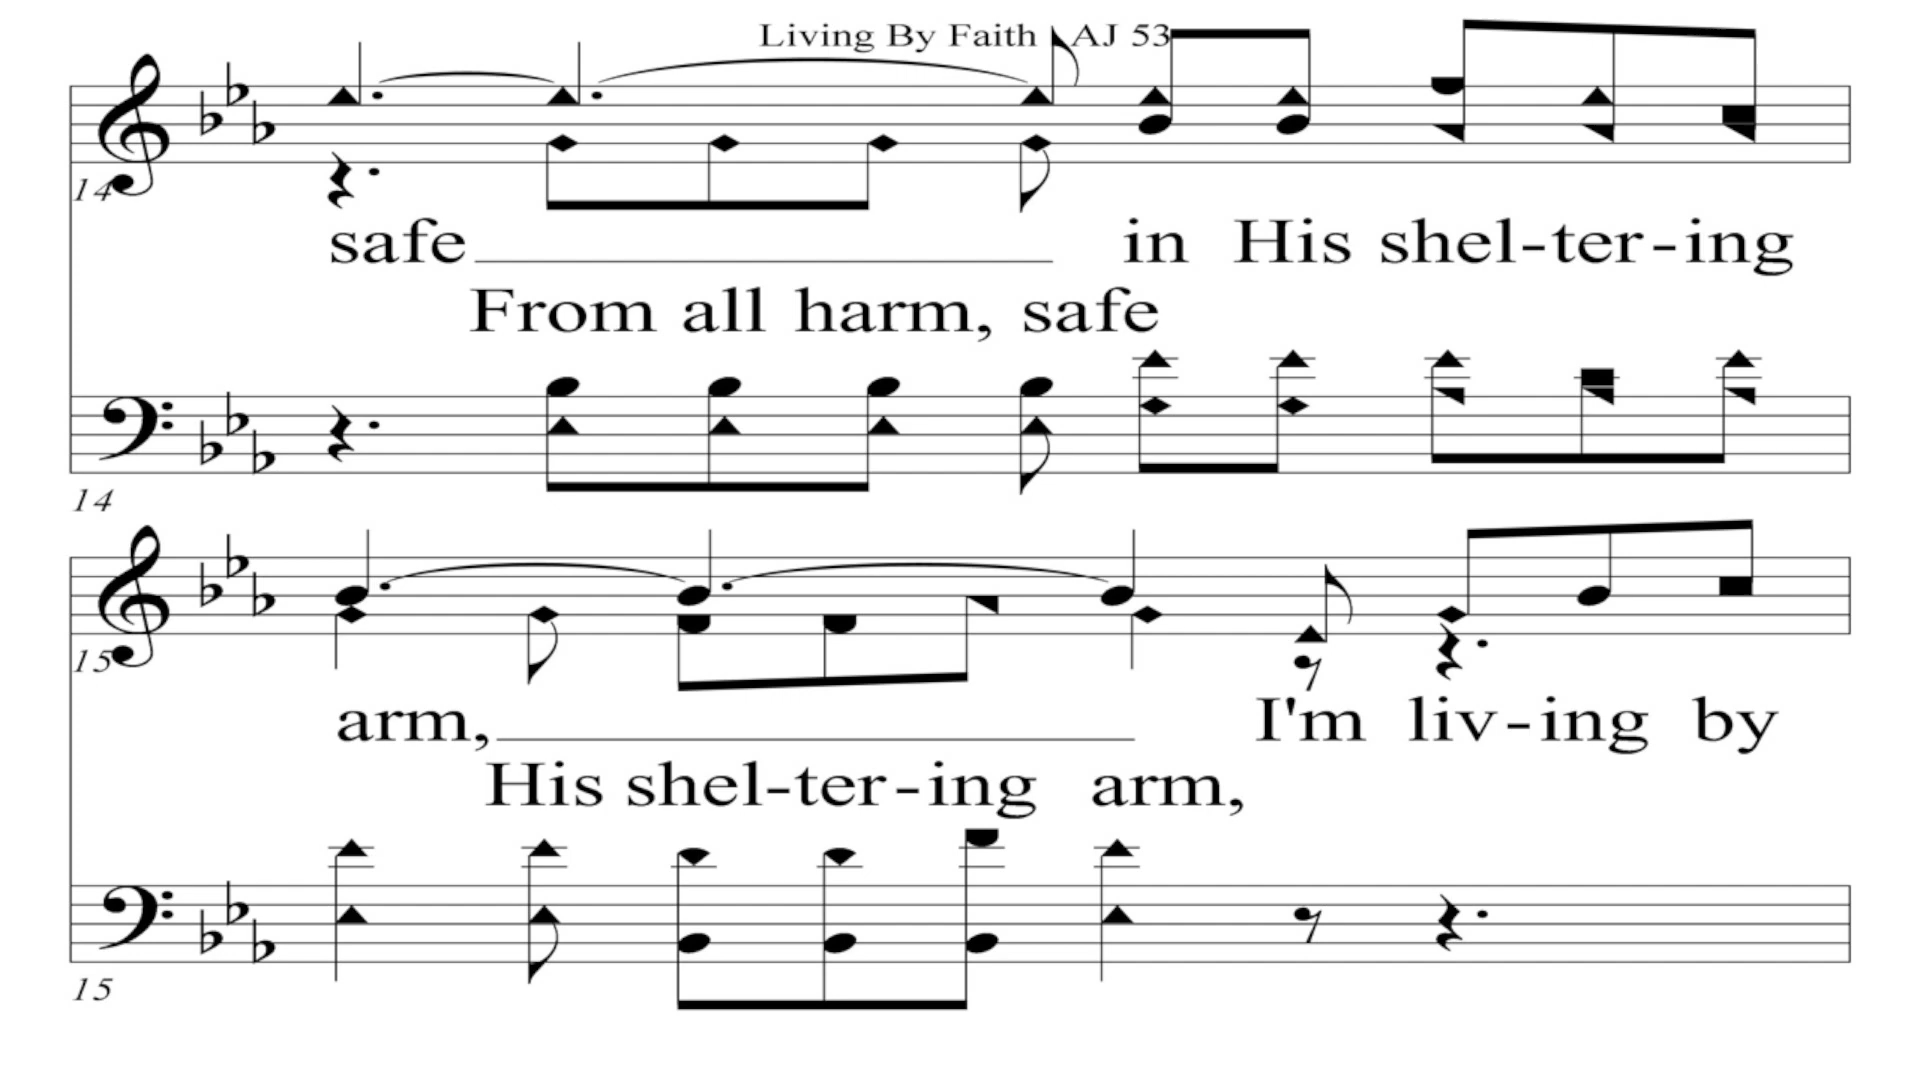 Living By Faith AJ 53
14
safe in His shel-ter-ing
From all harm, safe
14
15
arm, I'm liv-ing by
His shel-ter-ing arm,
15